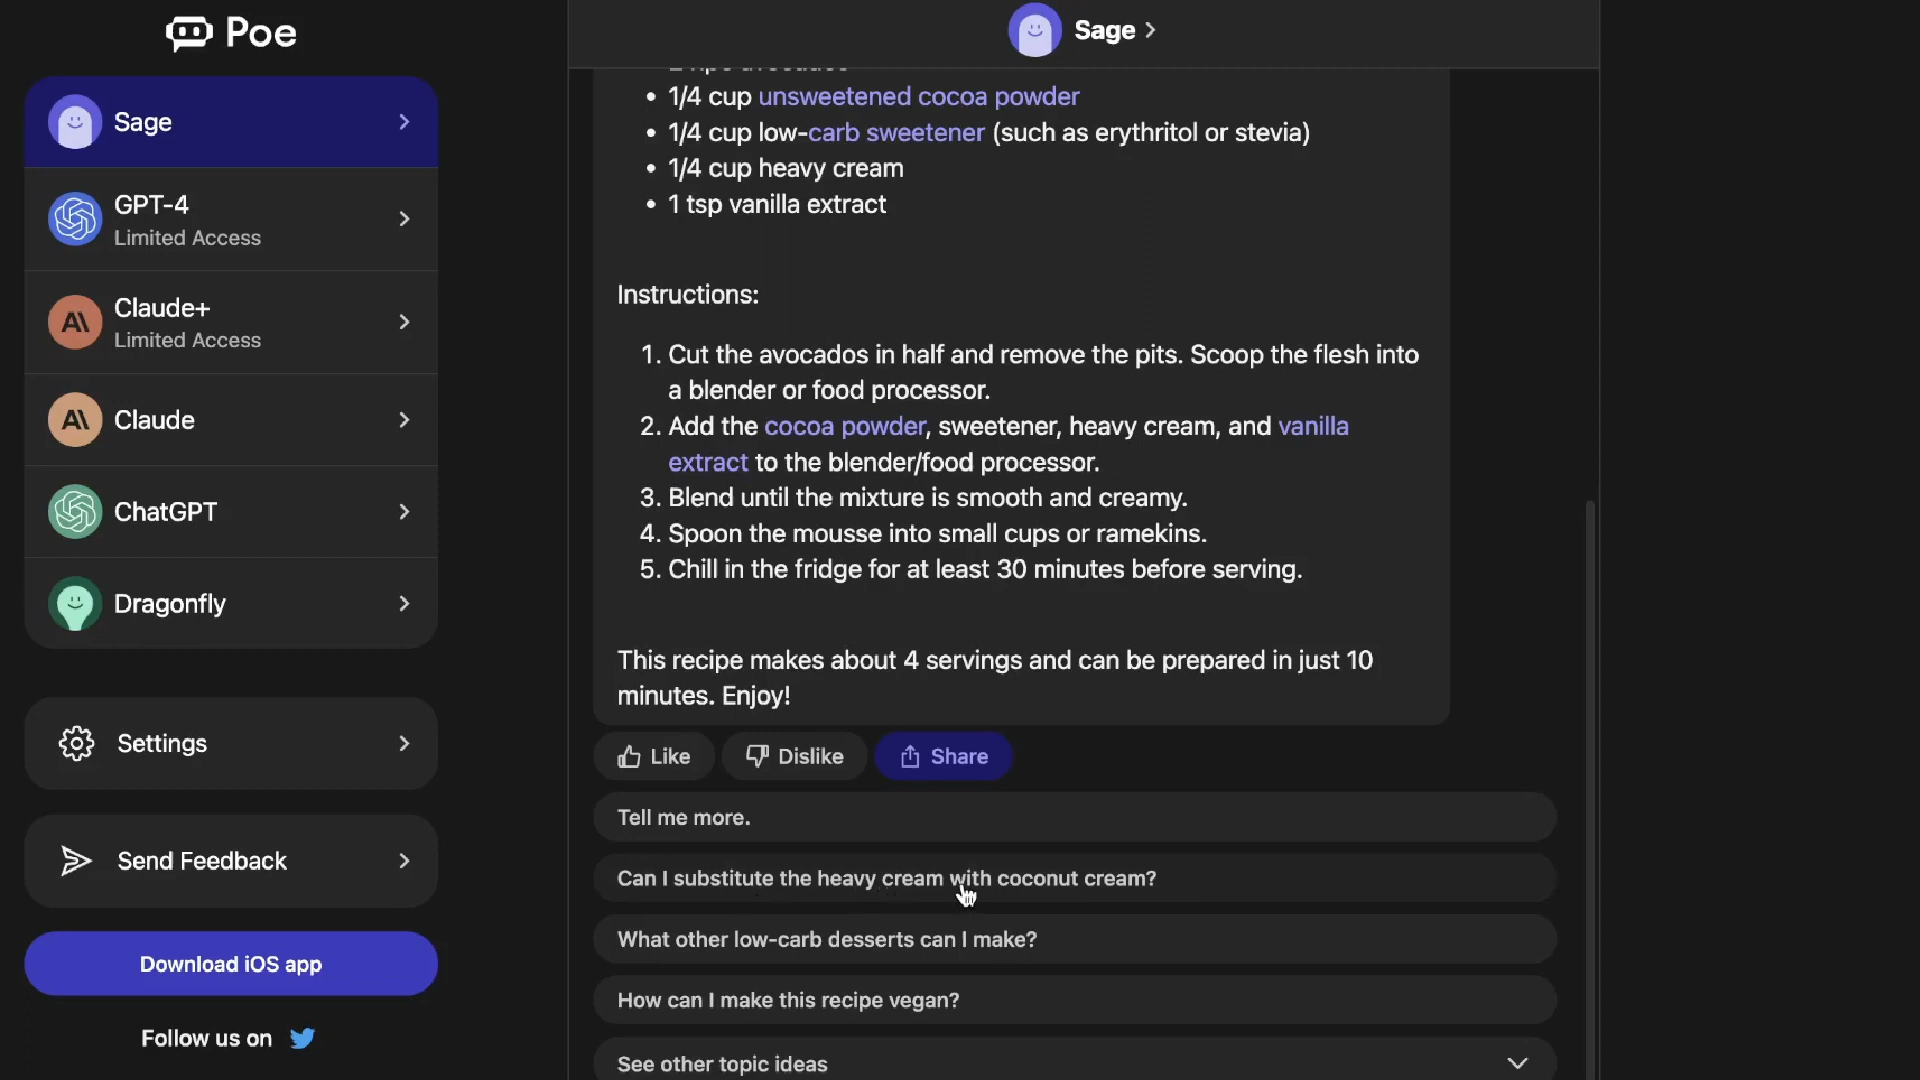 Poe
Sage
GPT-4
Limited Access
Claude+
Limited Access
Claude
ChatGPT
Dragonfly
Settings
Send Feedback
Download iOS app
Follow us on
Sage
• 1/4 cup unsweetened cocoa powder
• 1/4 cup low-carb sweetener (such as erythritol or stevia)
• 1/4 cup heavy cream
• 1 tsp vanilla extract
Instructions:
1. Cut the avocados in half and remove the pits. Scoop the flesh into
a blender or food processor.
2. Add the cocoa powder, sweetener, heavy cream, and vanilla
extract to the blender/food processor.
3. Blend until the mixture is smooth and creamy.
4. Spoon the mousse into small cups or ramekins.
5. Chill in the fridge for at least 30 minutes before serving.
This recipe makes about 4 servings and can be prepared in just 10
minutes. Enjoy!
Like
Dislike
Share
Tell me more.
Can I substitute the heavy cream with coconut cream?
What other low-carb desserts can I make?
How can I make this recipe vegan?
See other topic ideas